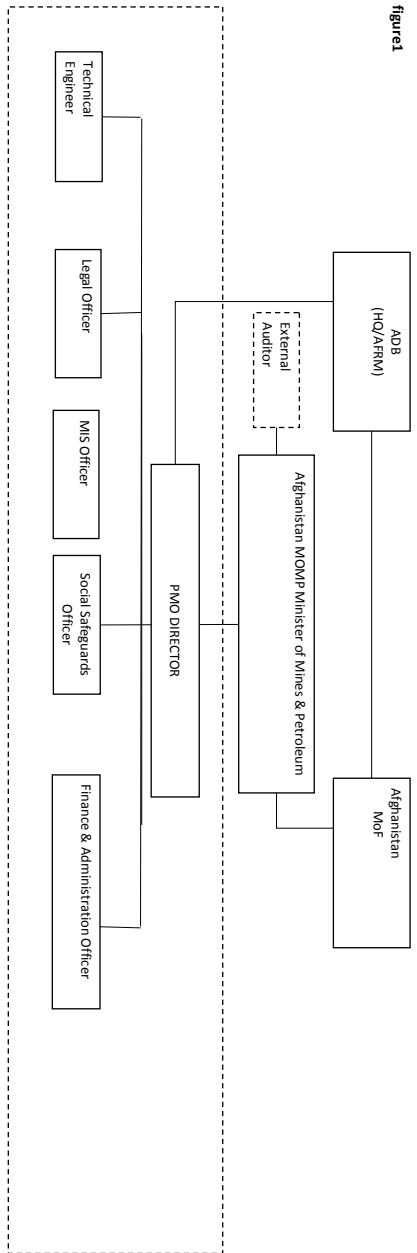 figure1
ADB
(HQ/AFRM)
Afghanistan
MoF
External
Auditor
Afghanistan MOMP Minister of Mines & Petroleum
PMO DIRECTOR
Technical
Engineer
Legal Officer
MIS Officer
Social Safeguards
Officer
Finance & Administration Officer